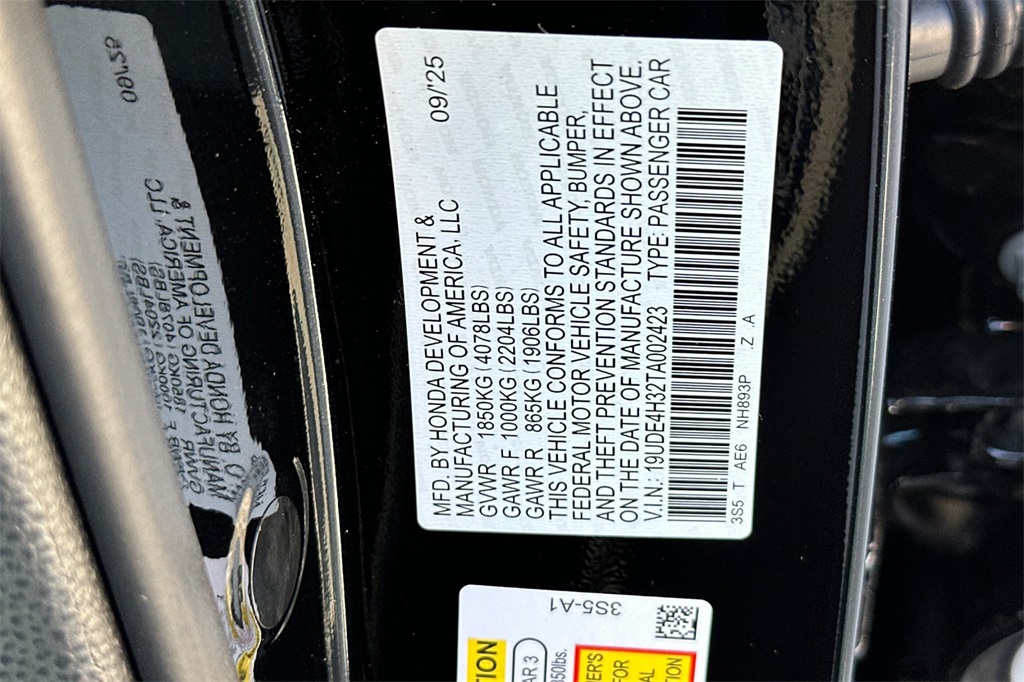 MFD. BY HONDA DEVELOPMENT & 09/'25
MANUFACTURING OF AMERICA, LLC
GVWR 1850KG (4078LBS)
GAWR F 1000KG (2204LBS)
GAWR R 865KG (1906LBS)
THIS VEHICLE CONFORMS TO ALL APPLICABLE
FEDERAL MOTOR VEHICLE SAFETY, BUMPER,
AND THEFT PREVENTION STANDARDS IN EFFECT
ON THE DATE OF MANUFACTURE SHOWN ABOVE.
V.I.N.: 19UDE4H32TA002423 TYPE: PASSENGER CAR
3S5 T AE6 NH893P .Z .A
3S5-A1